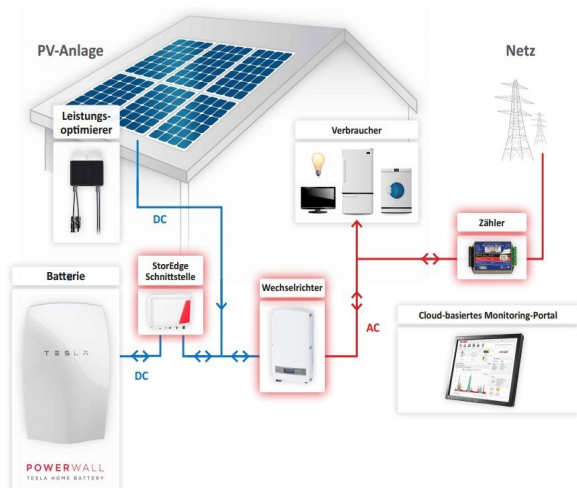 PV-Anlage
Netz
Leistungs-
optimierer
Verbraucher
DC
Zähler
StorEdge
Schnittstelle
Batterie
Wechselrichter
AC
Cloud-basiertes Monitoring-Portal
TESLA
DC
POWERWALL
TESLA HOME BATTERY